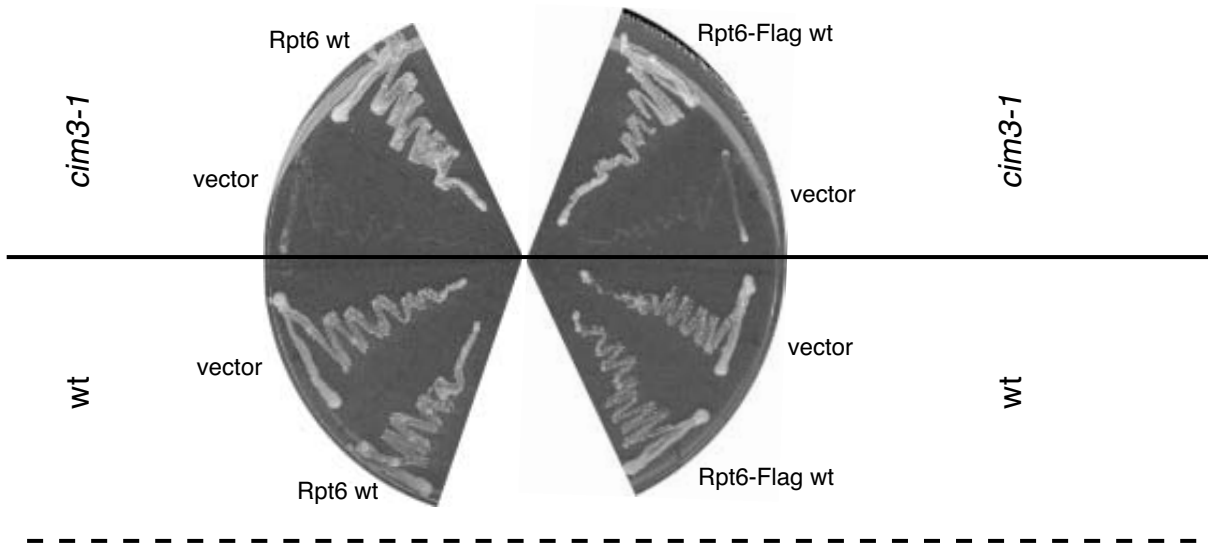 Rpt6 wt
Rpt6-Flag wt
cim3-1
cim3-1
vector
vector
vector
vector
wt
wt
Rpt6 wt
Rpt6-Flag wt